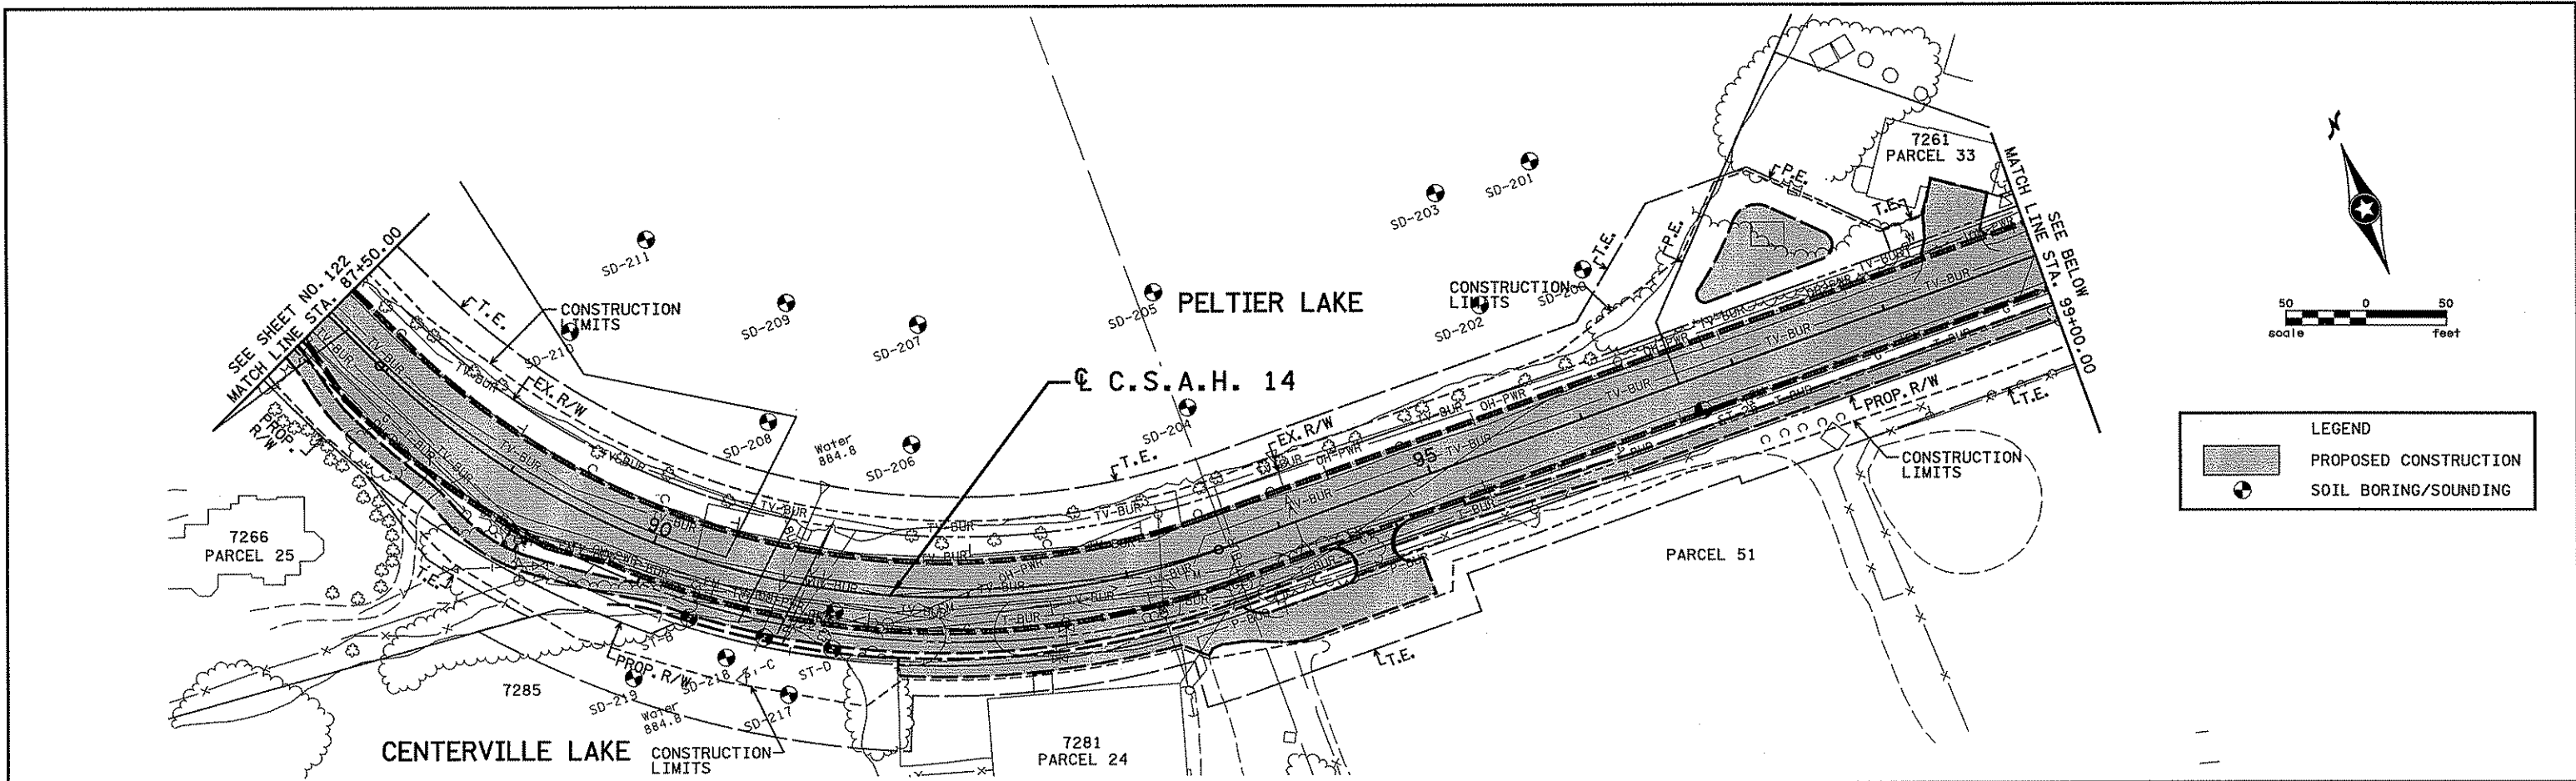 SEE SHEET NO. 122
MATCH LINE STA. 87+50.00
T.E.
CONSTRUCTION
LIMITS
EX. R/W
PROP.
R/W
7266
PARCEL 25
T.E.
SD-211
SD-210
SD-209
SD-207
SD-208
SD-206
Water
884.8
SD-205
PELTIER LAKE
SD-204
₵ C.S.A.H. 14
T.E.
EX. R/W
SD-203
SD-201
CONSTRUCTION
LIMITS
SD-202
SD-200
T.E.
P.E.
P.E.
T.E.
7261
PARCEL 33
MATCH LINE STA. 99+00.00
SEE BELOW
90
95
TV-BUR
OH-PWR
ST-26
PROP. R/W
T.E.
CONSTRUCTION
LIMITS
PARCEL 51
T.E.
P-BUR
T-BUR
ST-B
PROP. R/W
SD-218
ST-D
SD-219
SD-217
Water
884.8
7285
CENTERVILLE LAKE
CONSTRUCTION
LIMITS
7281
PARCEL 24
N
50 0 50
scale feet
LEGEND
PROPOSED CONSTRUCTION
SOIL BORING/SOUNDING